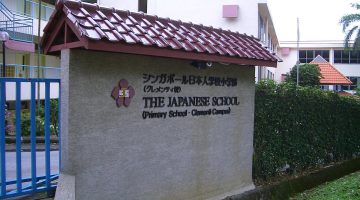 シンガポール日本人学校小学部
(クレメンティ校)
THE JAPANESE SCHOOL
(Primary School - Clementi Campus)